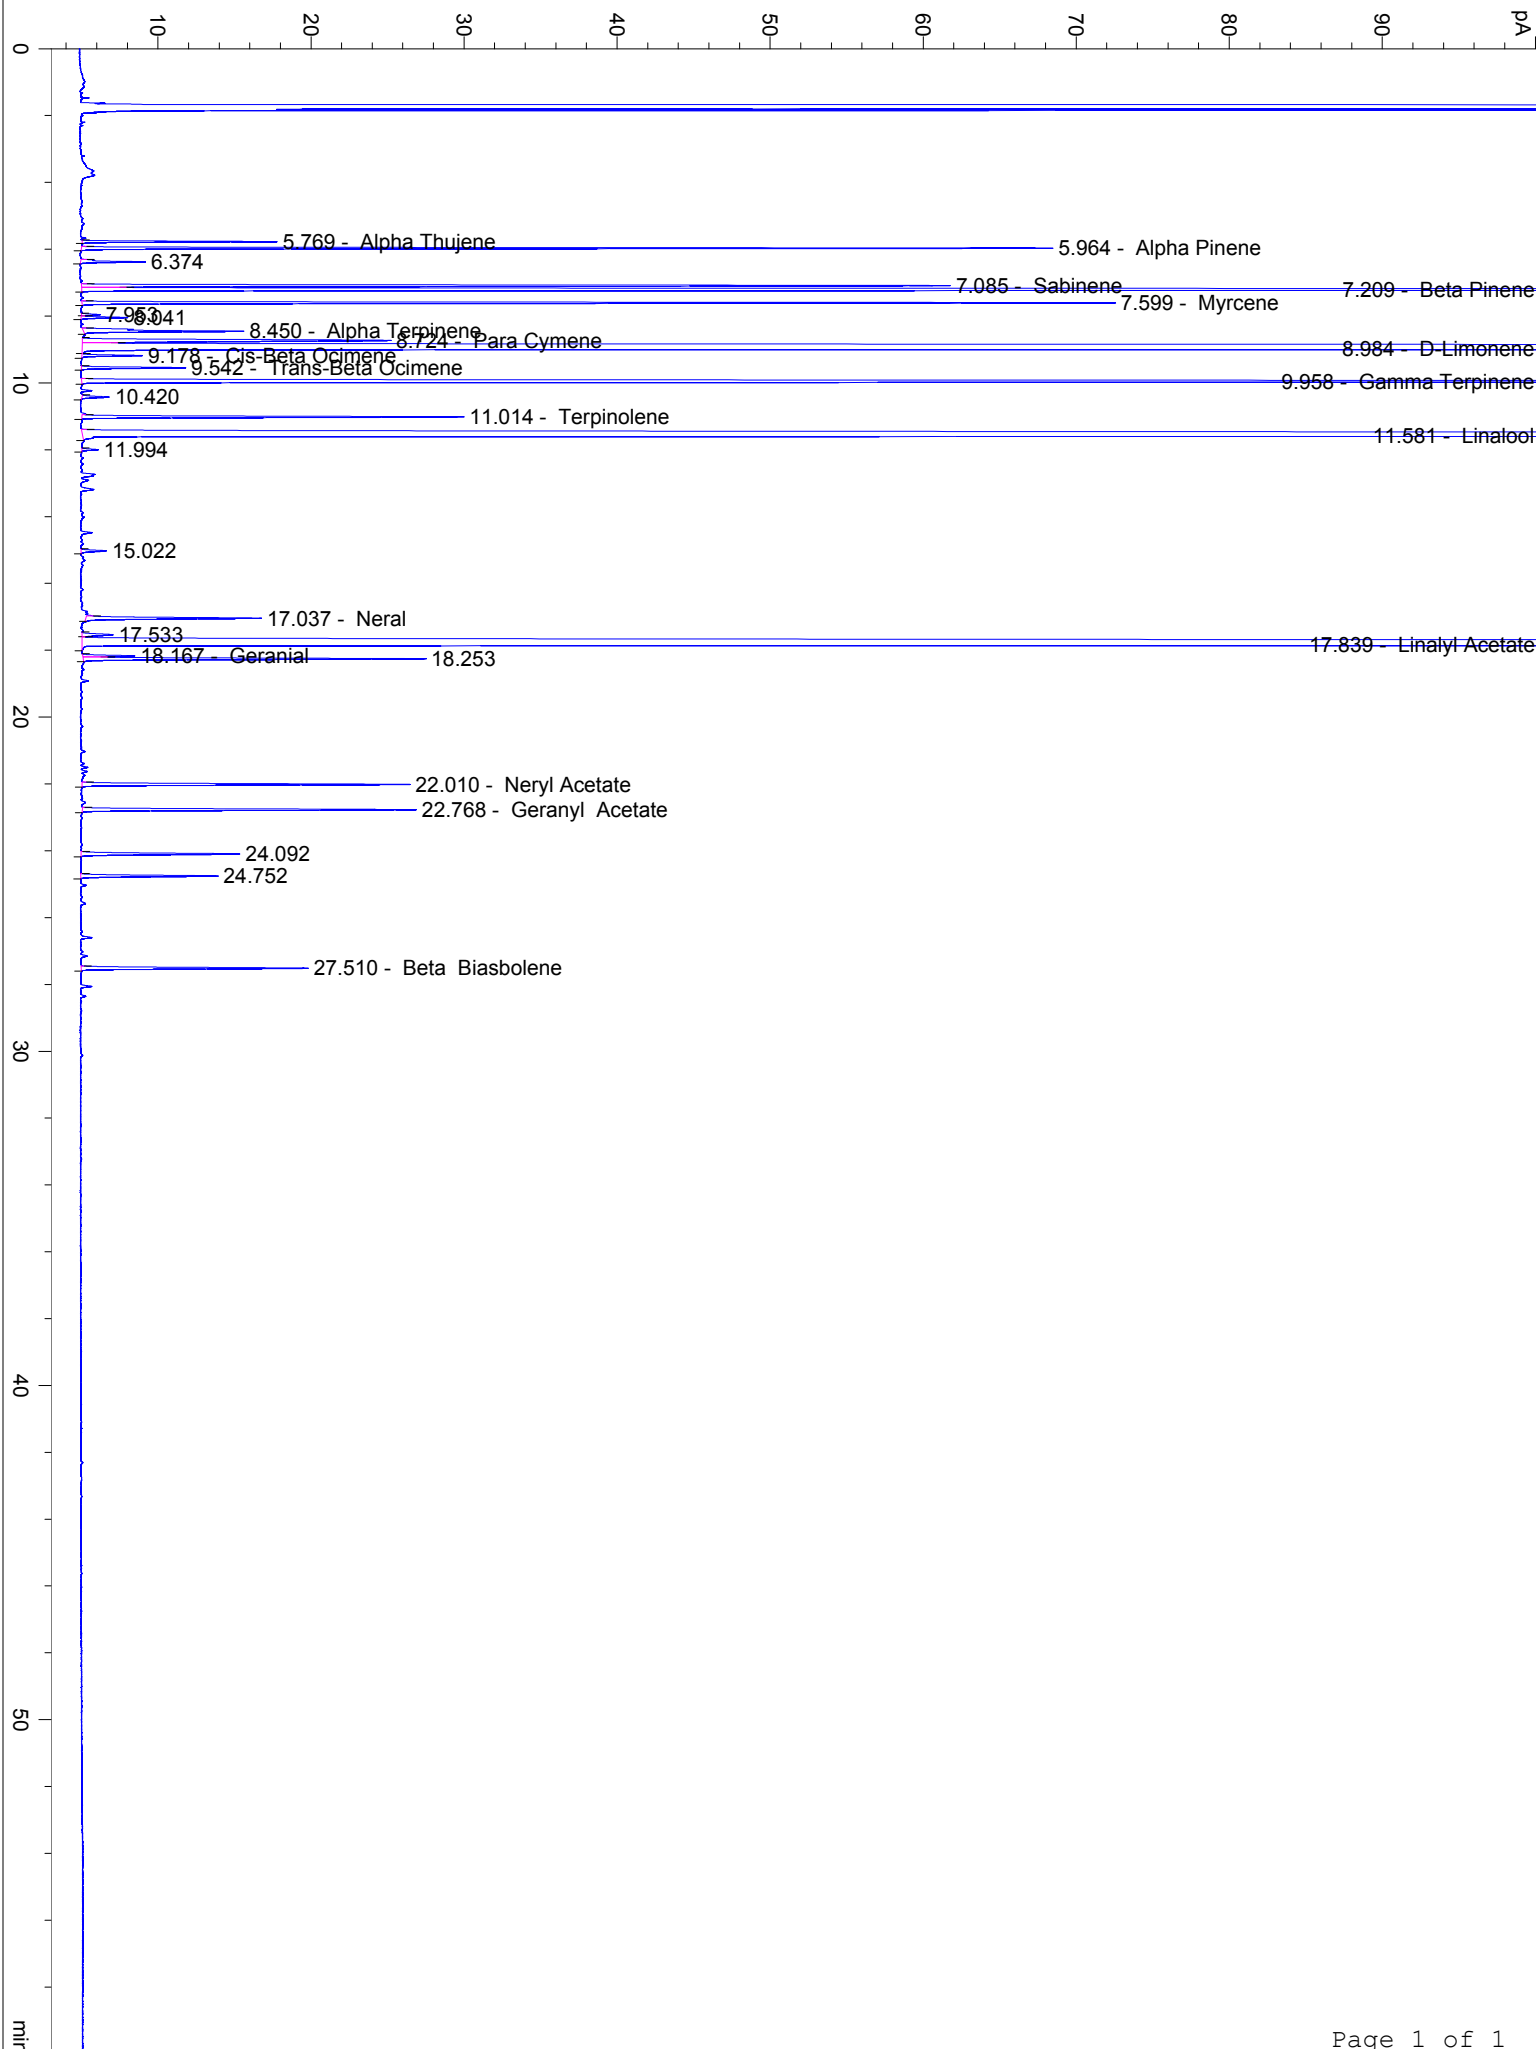 10
20
30
40
50
60
70
80
90
pA
0
5.769 - Alpha Thujene
5.964 - Alpha Pinene
6.374
7.085 - Sabinene
7.209 - Beta Pinene
7.599 - Myrcene
7.953
8.041
8.450 - Alpha Terpinene
8.724 - Para Cymene
8.984 - D-Limonene
9.178 - Cis-Beta Ocimene
9.542 - Trans-Beta Ocimene
9.958 - Gamma Terpinene
10
10.420
11.014 - Terpinolene
11.581 - Linalool
11.994
15.022
17.037 - Neral
17.533
17.839 - Linalyl Acetate
18.167 - Geranial
18.253
20
22.010 - Neryl Acetate
22.768 - Geranyl Acetate
24.092
24.752
27.510 - Beta Biasbolene
30
40
50
min
Page 1 of 1